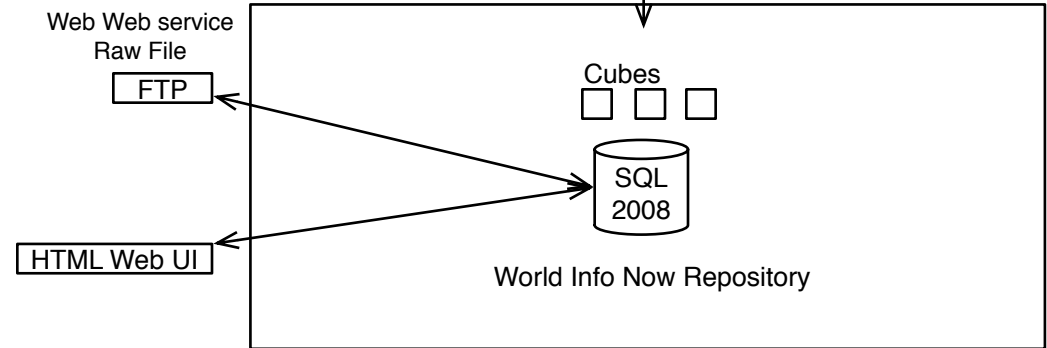 Web Web service
Raw File
FTP
HTML Web UI
Cubes
SQL
2008
World Info Now Repository